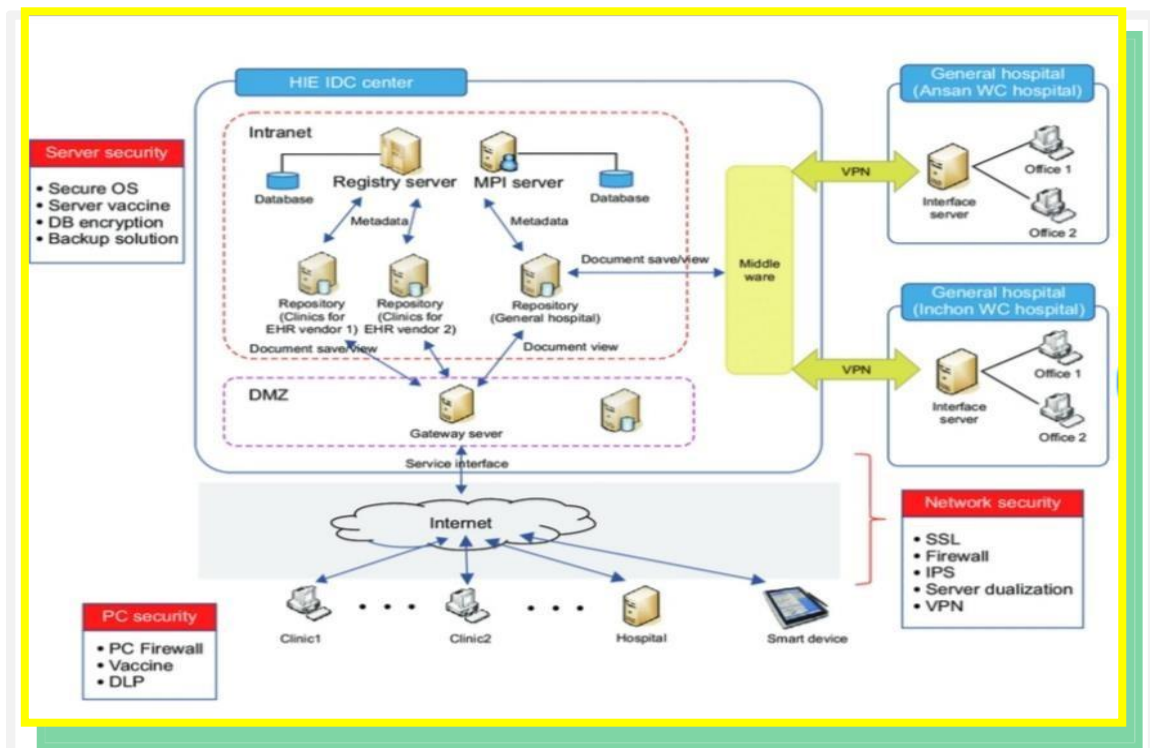 HIE IDC center
General hospital
(Ansan WC hospital)
Intranet
Server security
• Secure OS
• Server vaccine
• DB encryption
• Backup solution
Database
Registry server
MPI server
Database
VPN
Interface
server
Office 1
Office 2
Metadata
Metadata
Document save/view
Middle
ware
Repository
(Clinics for
EHR vendor 1)
Repository
(Clinics for
EHR vendor 2)
Repository
(General hospital)
General hospital
(Inchon WC hospital)
Document save/view
Document view
VPN
Interface
server
Office 1
Office 2
DMZ
Gateway sever
Service interface
Internet
Network security
• SSL
• Firewall
• IPS
• Server dualization
• VPN
PC security
• PC Firewall
• Vaccine
• DLP
Clinic1
Clinic2
Hospital
Smart device